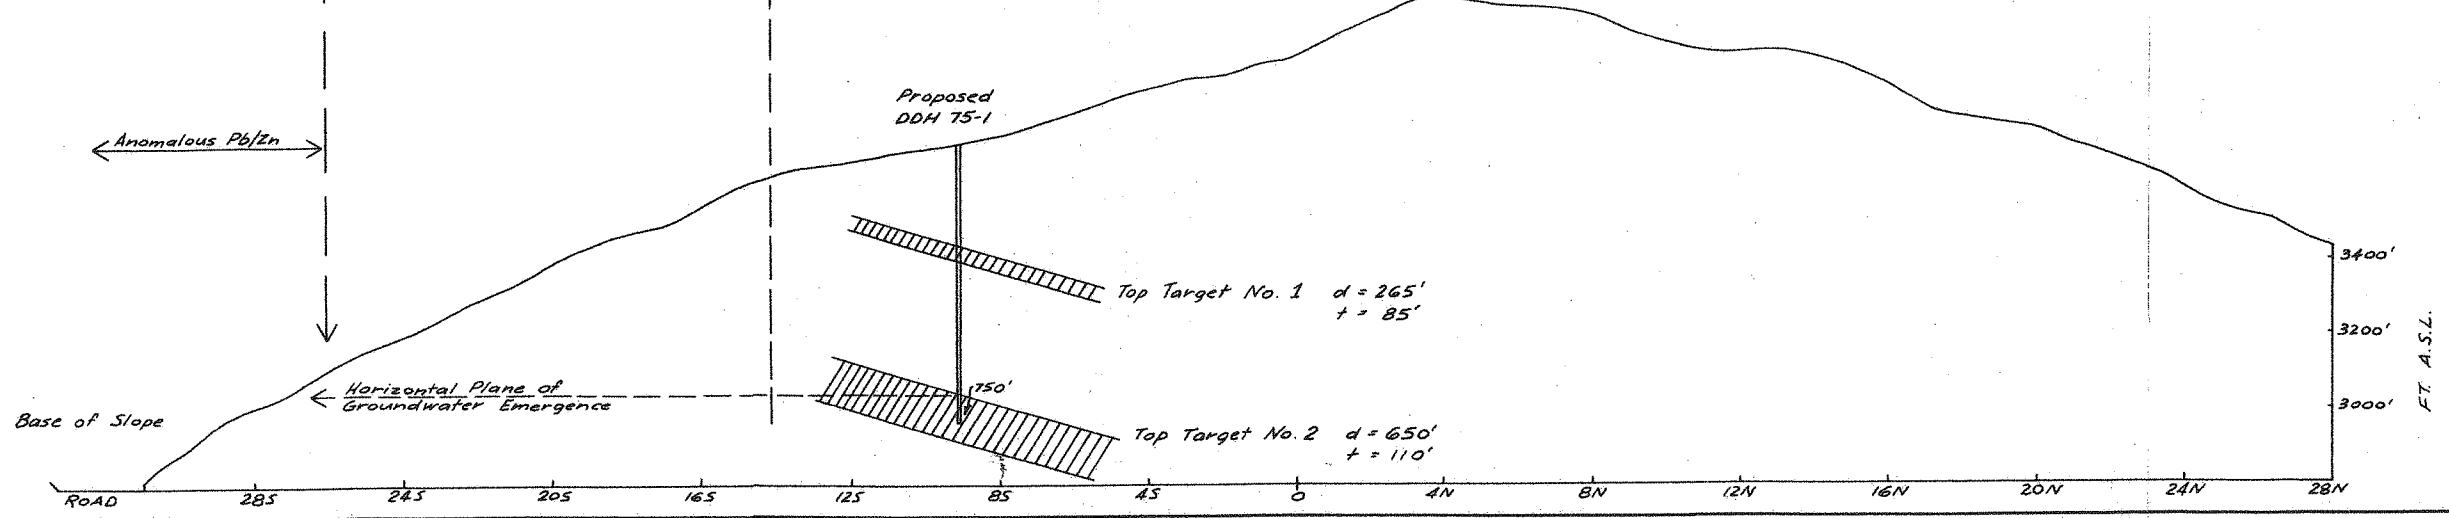 Proposed
DDH 75-1
Anomalous Pb/Zn
3400'
Top Target No. 1 d = 265'
t = 85'
3200'
FT. A.S.L.
Horizontal Plane of
Groundwater Emergence
750'
3000'
Base of Slope
Top Target No. 2 d = 650'
t = 110'
ROAD
28S
24S
20S
16S
12S
8S
4S
0
4N
8N
12N
16N
20N
24N
28N